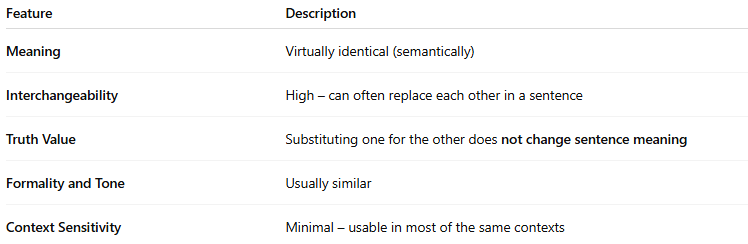 Feature Description
Meaning Virtually identical (semantically)
Interchangeability High – can often replace each other in a sentence
Truth Value Substituting one for the other does not change sentence meaning
Formality and Tone Usually similar
Context Sensitivity Minimal – usable in most of the same contexts